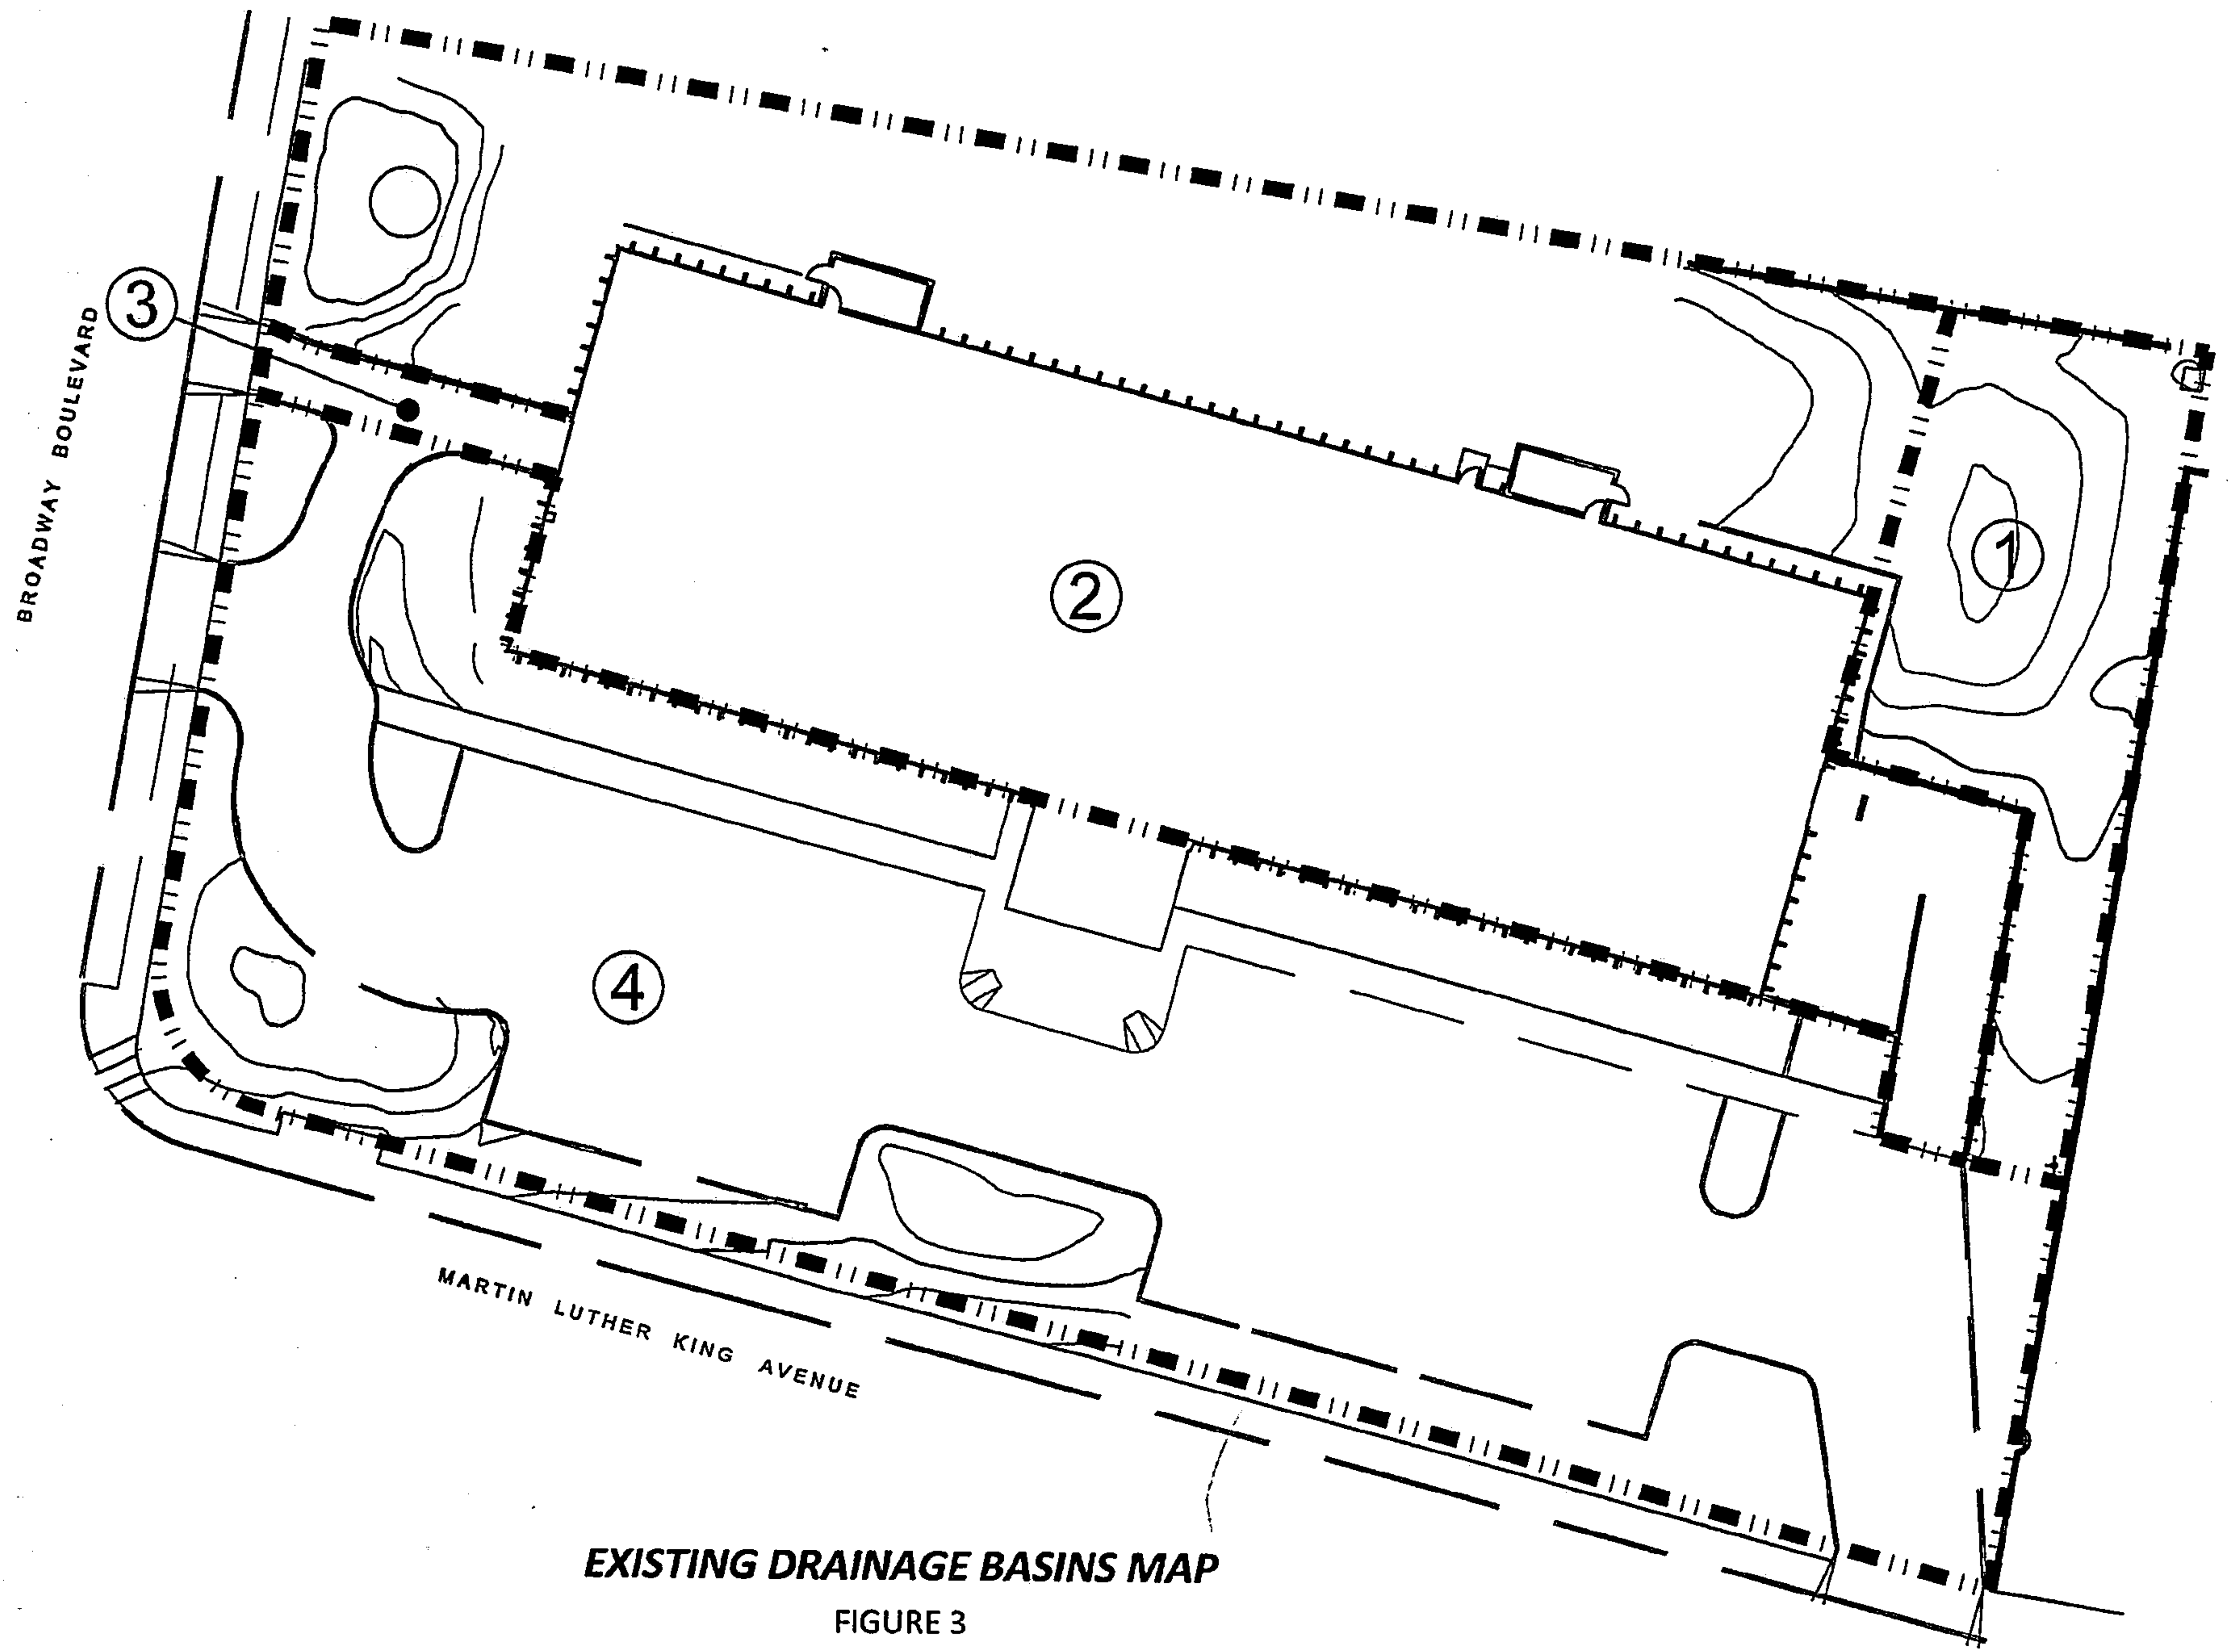 3
BROADWAY BOULEVARD
1
2
4
MARTIN LUTHER KING AVENUE
EXISTING DRAINAGE BASINS MAP
FIGURE 3